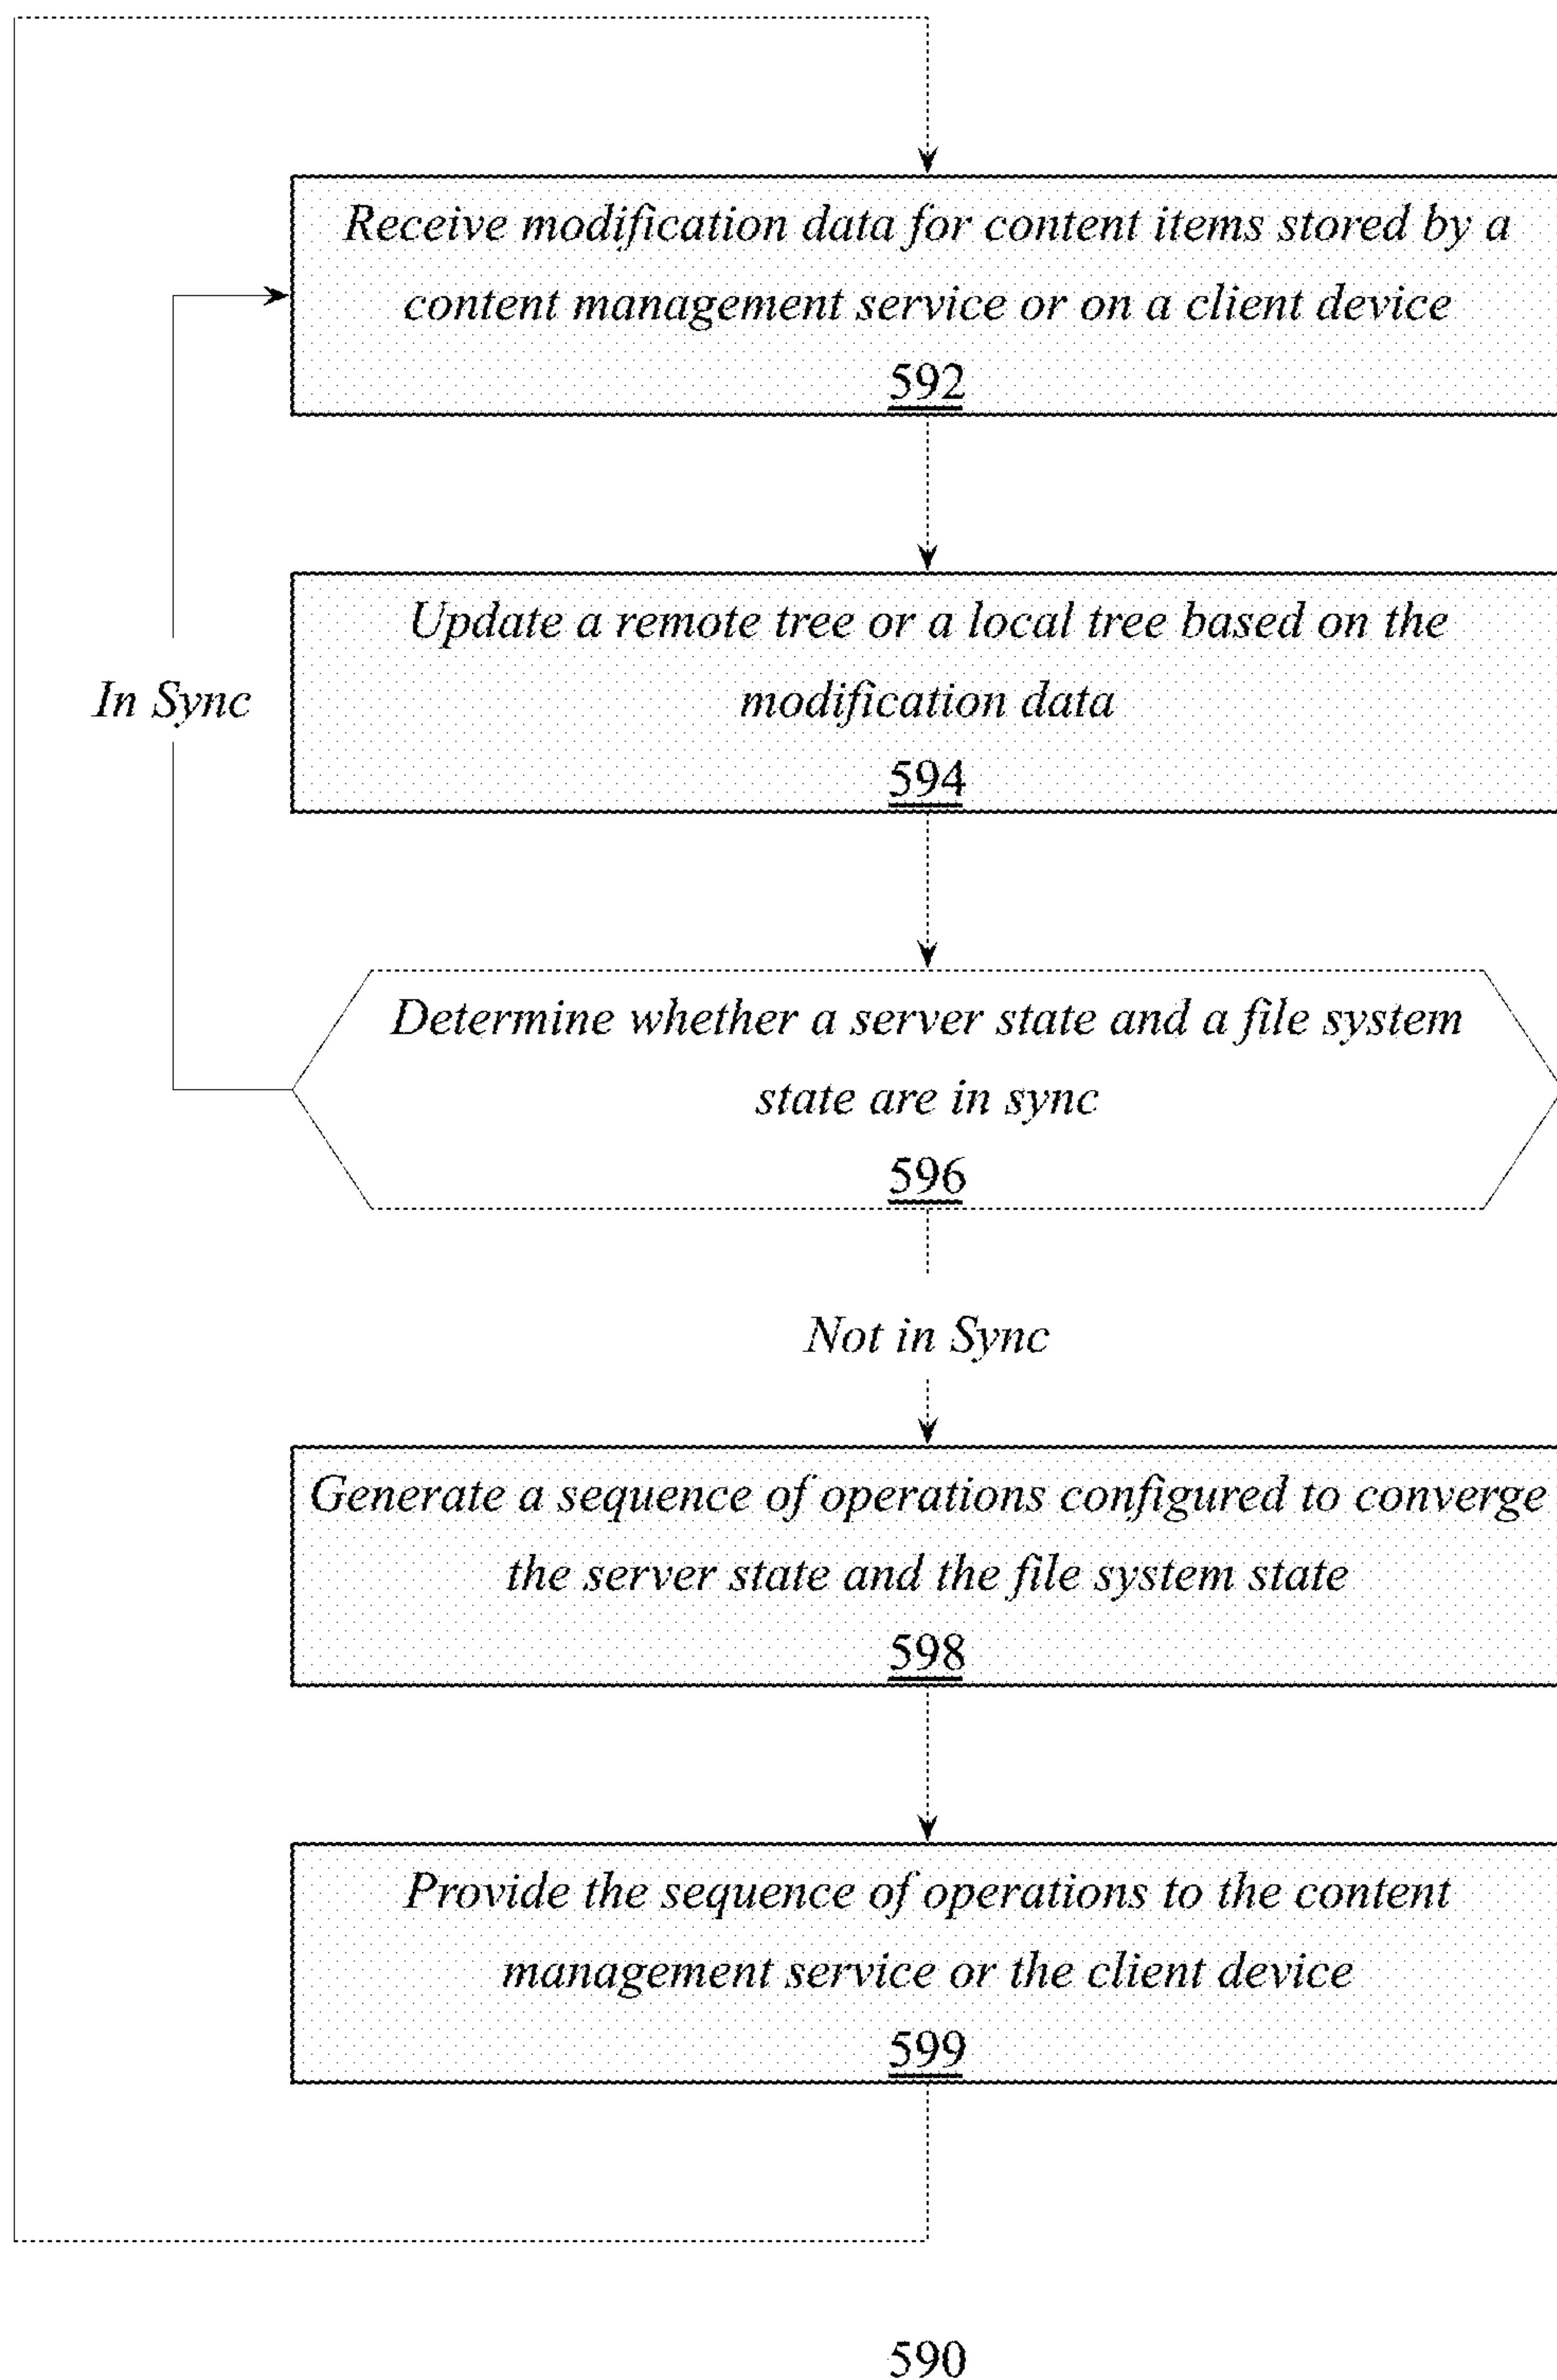 Receive modification data for content items stored by a
content management service or on a client device
592
Update a remote tree or a local tree based on the
modification data
594
In Sync
Determine whether a server state and a file system
state are in sync
596
Not in Sync
Generate a sequence of operations configured to converge
the server state and the file system state
598
Provide the sequence of operations to the content
management service or the client device
599
590